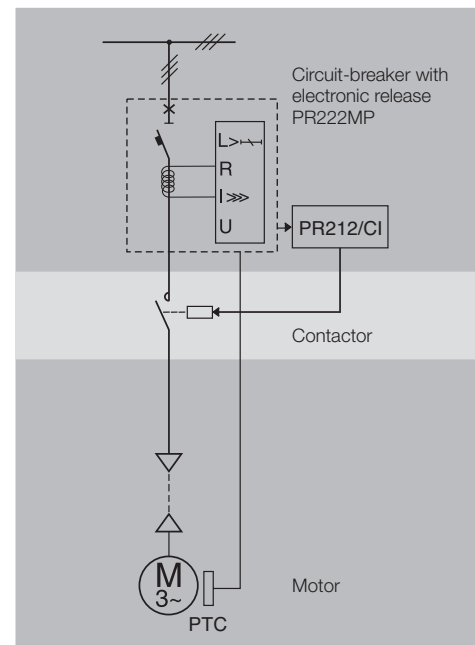 Circuit-breaker with
electronic release
PR222MP
L>
R
I>>>
U
PR212/CI
Contactor
M
3~
PTC
Motor